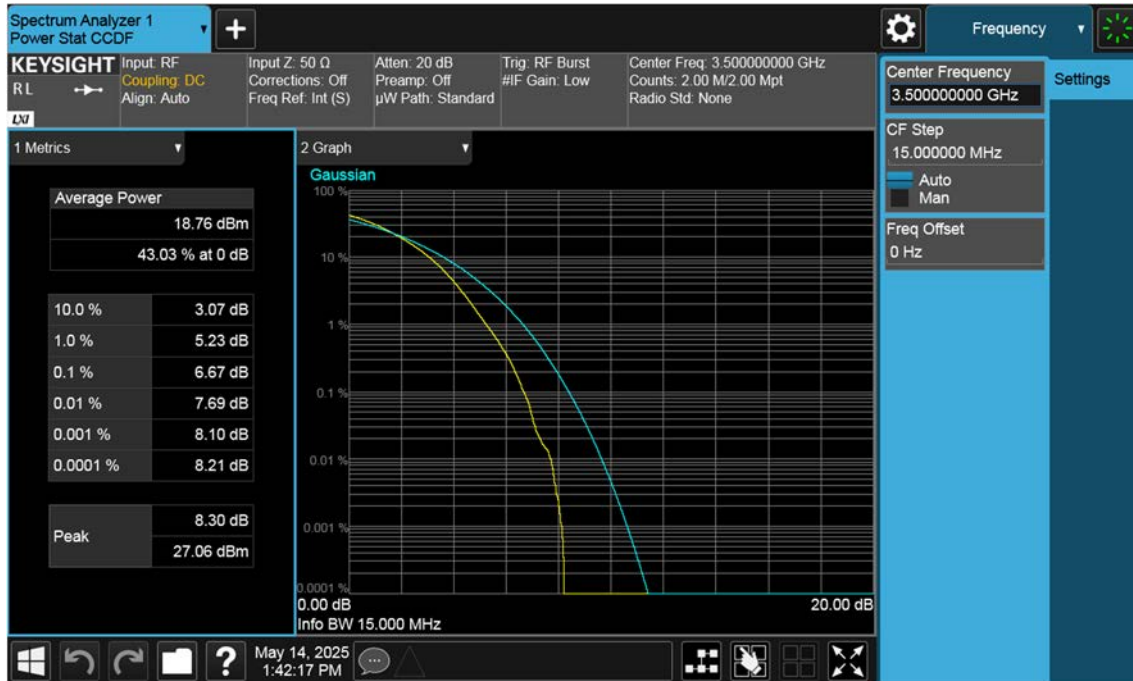 Spectrum Analyzer 1
Power Stat CCDF
Frequency
KEYSIGHT
R L
LXI
Input: RF
Coupling: DC
Align: Auto
Input Z: 50 Ω
Corrections: Off
Freq Ref: Int (S)
Atten: 20 dB
Preamp: Off
µW Path: Standard
Trig: RF Burst
#IF Gain: Low
Center Freq: 3.500000000 GHz
Counts: 2.00 M/2.00 Mpt
Radio Std: None
Center Frequency
3.500000000 GHz
Settings
CF Step
15.000000 MHz
Auto
Man
Freq Offset
0 Hz
1 Metrics
Average Power
18.76 dBm
43.03 % at 0 dB
10.0 % 3.07 dB
1.0 % 5.23 dB
0.1 % 6.67 dB
0.01 % 7.69 dB
0.001 % 8.10 dB
0.0001 % 8.21 dB
Peak
8.30 dB
27.06 dBm
2 Graph
Gaussian
100 %
10 %
1 %
0.1 %
0.01 %
0.001 %
0.0001 %
0.00 dB 20.00 dB
Info BW 15.000 MHz
?
May 14, 2025
1:42:17 PM